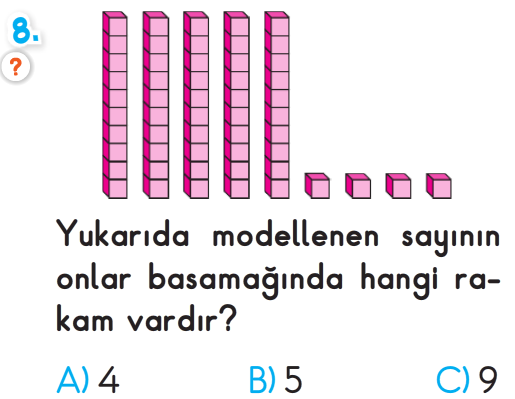 8.
?
Yukarıda modellenen sayının
onlar basamağında hangi ra-
kam vardır?
A) 4 B) 5 C) 9